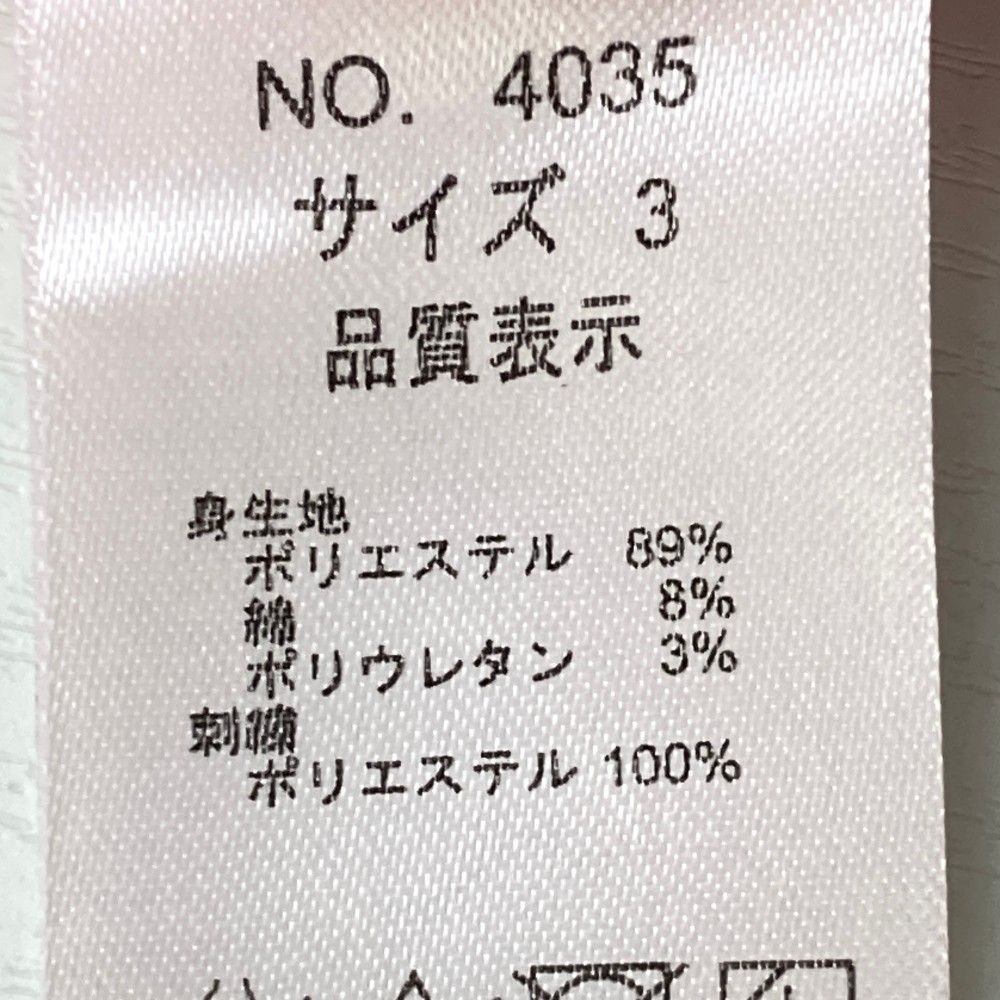 NO. 4035
サイズ 3
品質表示
身生地
ポリエステル 89%
綿 8%
ポリウレタン 3%
刺繍
ポリエステル 100%